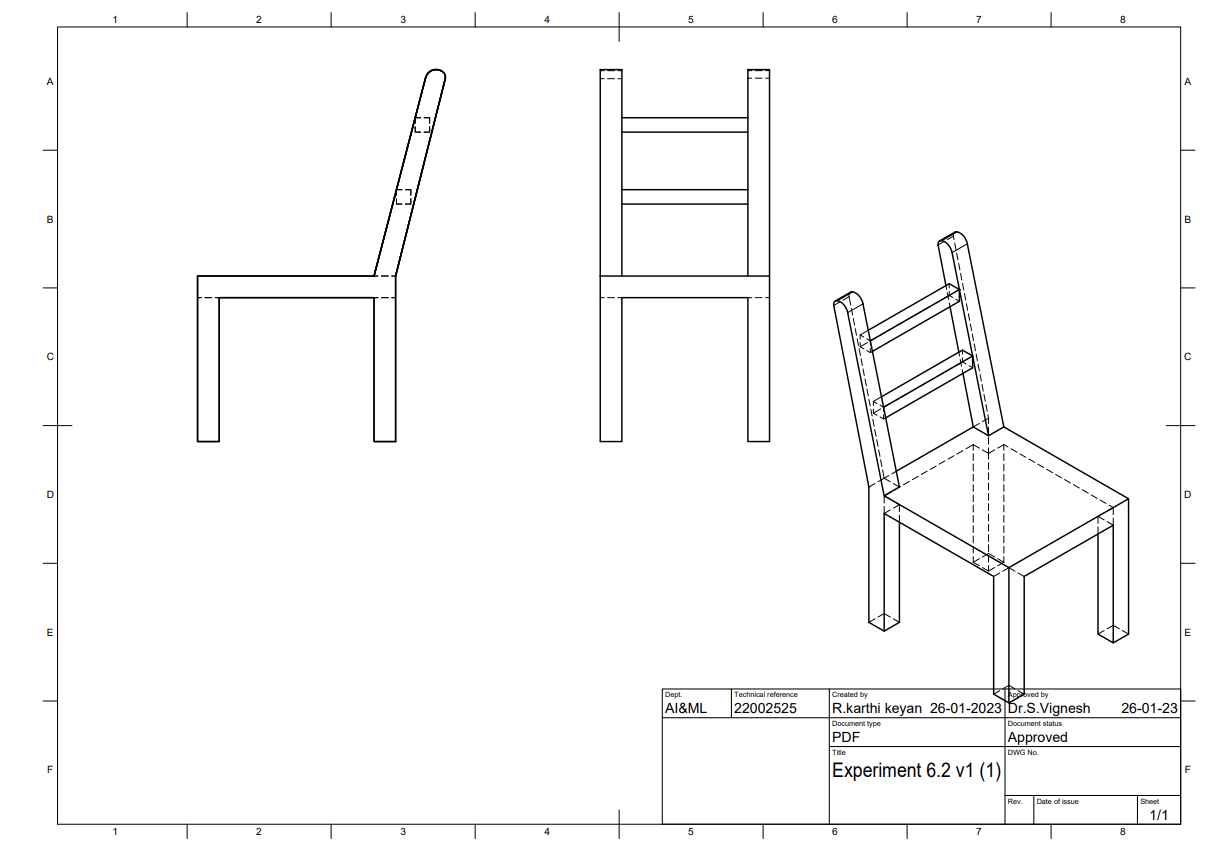 1 2 3 4 5 6 7 8
A A
B B
C C
D D
E E
Dept. Technical reference Created by Approved by
AI&ML 22002525 R.karthi keyan 26-01-2023 Dr.S.Vignesh 26-01-23
Document type Document status
PDF Approved
Title DWG No.
Experiment 6.2 v1 (1)
F F
Rev. Date of issue Sheet
1/1
1 2 3 4 5 6 7 8